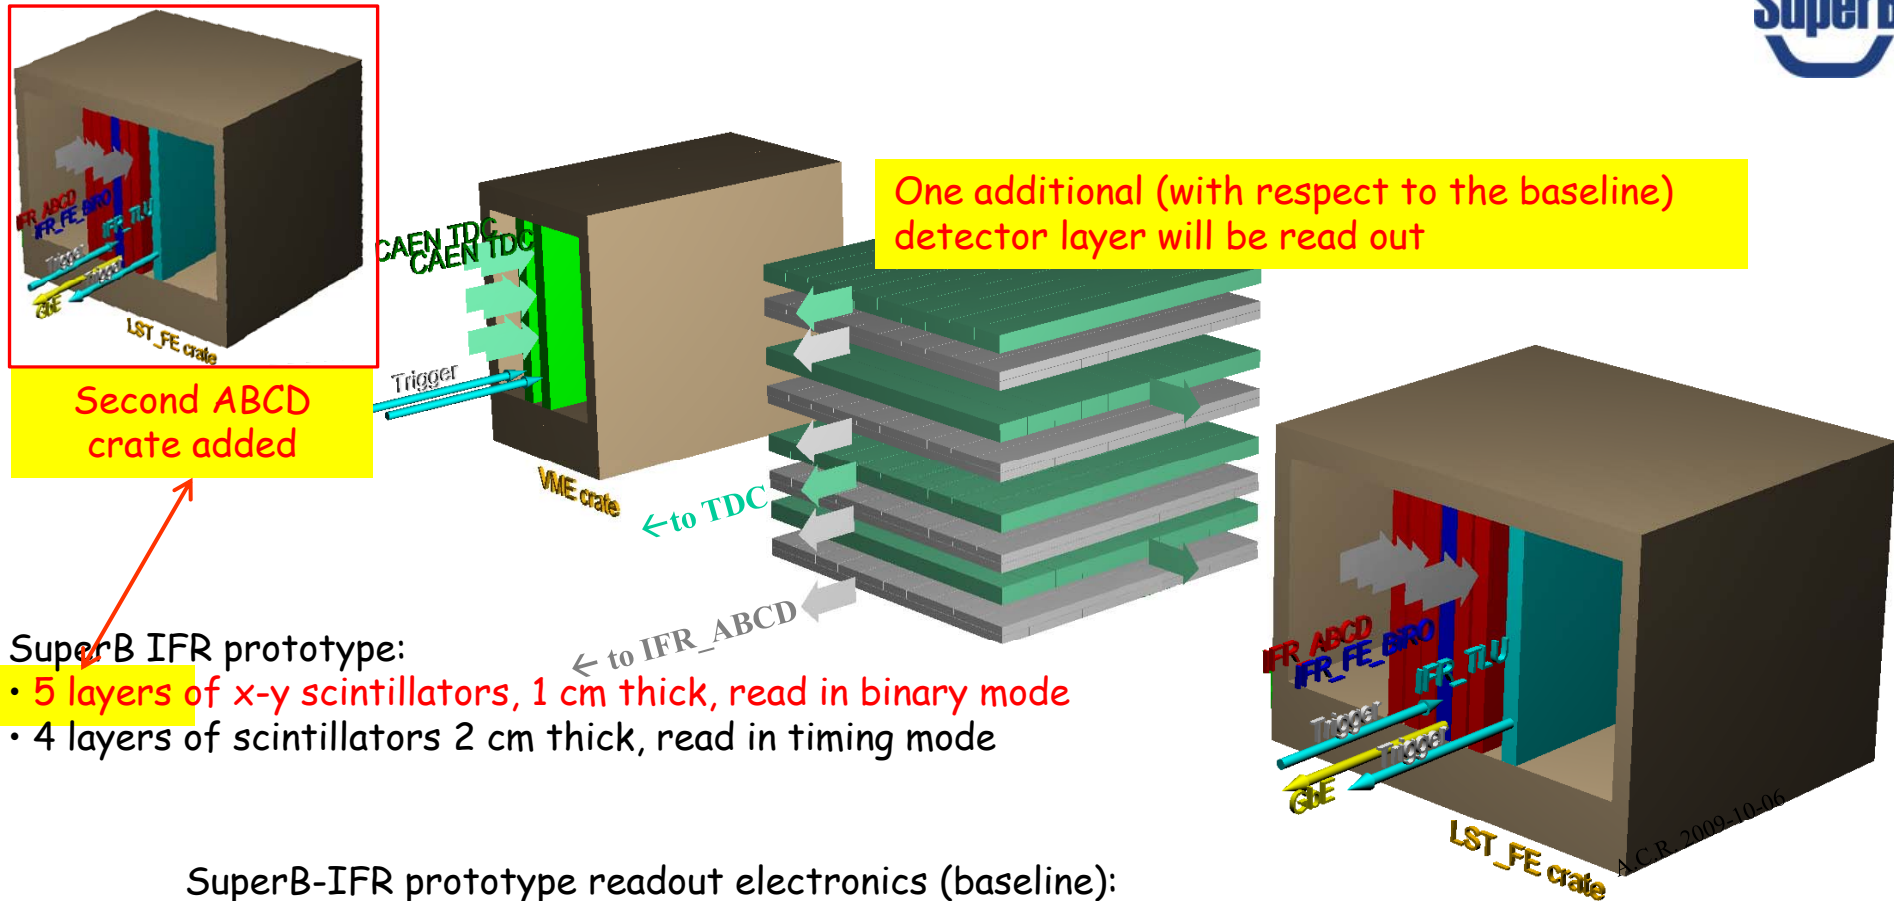 SuperB
IFR_ABCD
IFR_FE_BiRO
IFR_TLU
Trigger
Trigger
GbE
LST_FE crate
Second ABCD
crate added
CAEN TDC
CAEN TDC
Trigger
VME crate
One additional (with respect to the baseline)
detector layer will be read out
←to TDC
← to IFR_ABCD
IFR_ABCD
IFR_FE_BiRO
IFR_TLU
Trigger
Trigger
GbE
LST_FE crate
A.C.R. 2009-10-06
SuperB IFR prototype:
• 5 layers of x-y scintillators, 1 cm thick, read in binary mode
• 4 layers of scintillators 2 cm thick, read in timing mode
SuperB-IFR prototype readout electronics (baseline):